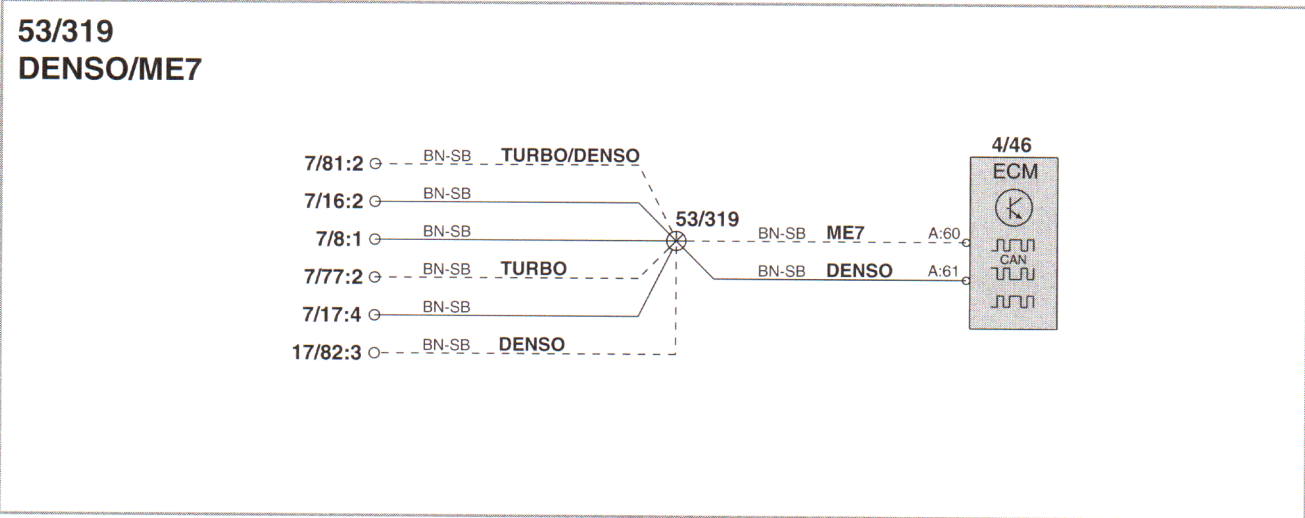 53/319
DENSO/ME7
4/46
ECM
CAN
7/81:2 BN-SB TURBO/DENSO
7/16:2 BN-SB
53/319
7/8:1 BN-SB
BN-SB ME7 A:60
7/77:2 BN-SB TURBO
BN-SB DENSO A:61
7/17:4 BN-SB
17/82:3 BN-SB DENSO